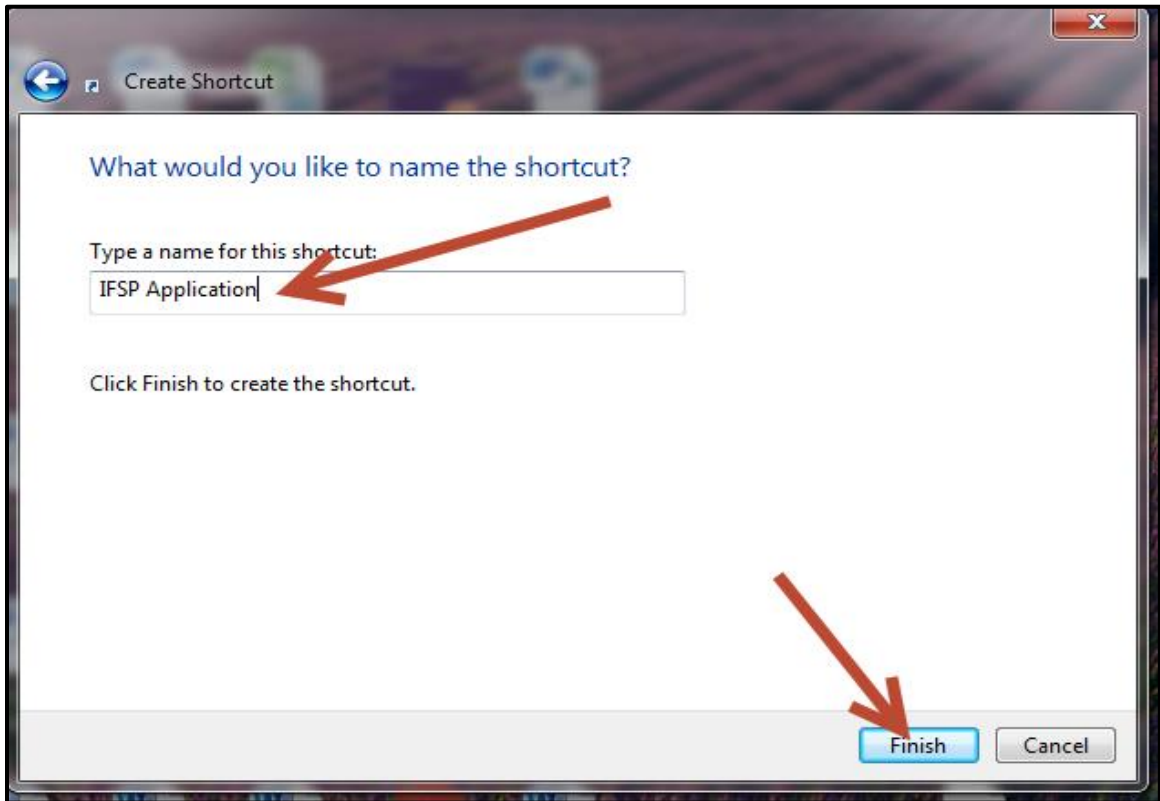 Create Shortcut
What would you like to name the shortcut?
Type a name for this shortcut:
IFSP Application
Click Finish to create the shortcut.
Finish
Cancel